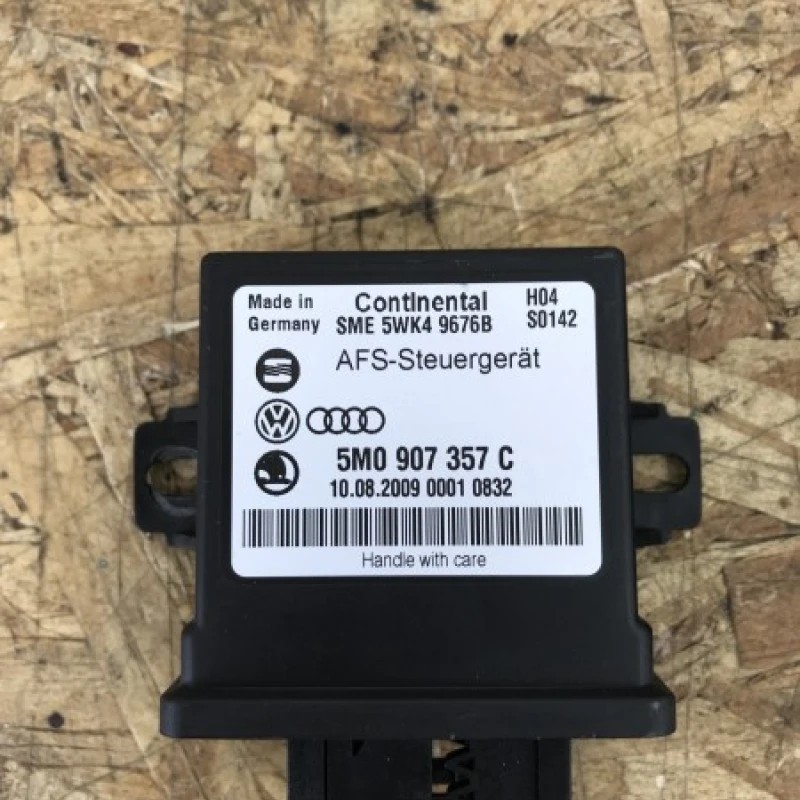 Made in Continental H04
Germany SME 5WK4 9676B S0142
AFS-Steuergerät
5M0 907 357 C
10.08.2009 0001 0832
Handle with care